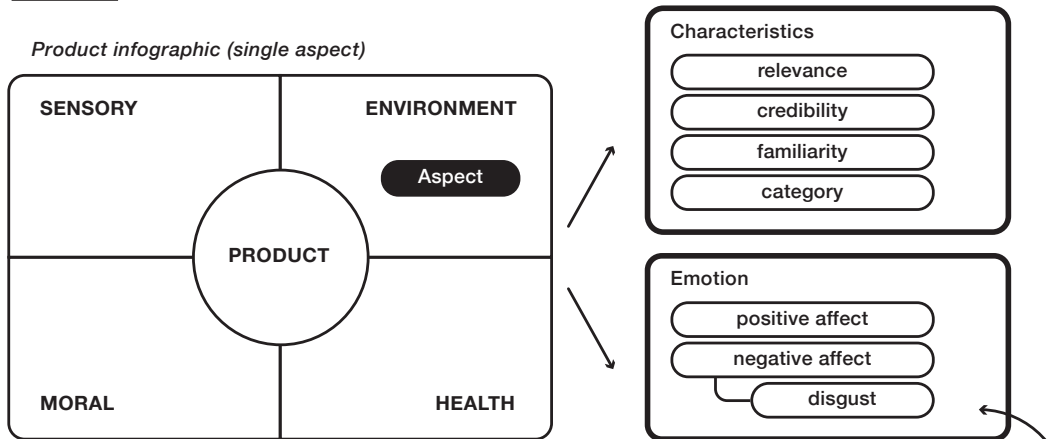 Product infographic (single aspect)
SENSORY
ENVIRONMENT
Aspect
PRODUCT
MORAL
HEALTH
Characteristics
relevance
credibility
familiarity
category
Emotion
positive affect
negative affect
disgust